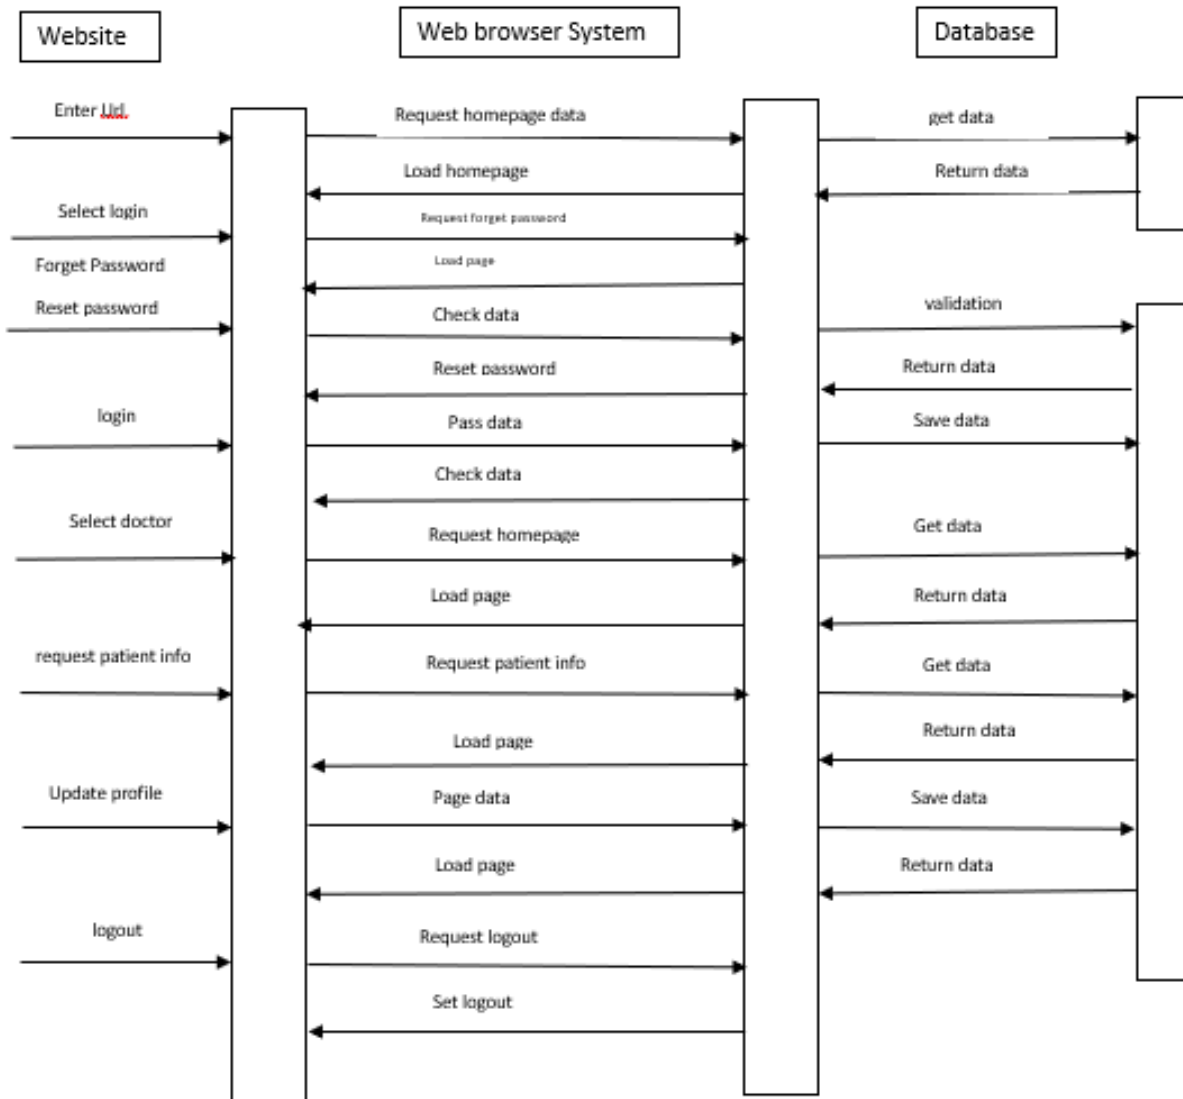 Website
Web browser System
Database
Enter Url.
Request homepage data
get data
Load homepage
Return data
Select login
Request forget password
Forget Password
Load page
Reset password
Check data
validation
Reset password
Return data
login
Pass data
Save data
Check data
Select doctor
Request homepage
Get data
Load page
Return data
request patient info
Request patient info
Get data
Load page
Return data
Update profile
Page data
Save data
Load page
Return data
logout
Request logout
Set logout